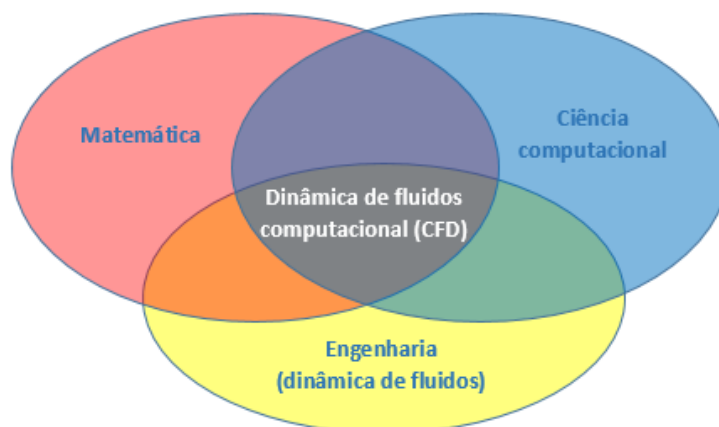 Matemática
Ciência
computacional
Dinâmica de fluidos
computacional (CFD)
Engenharia
(dinâmica de fluidos)